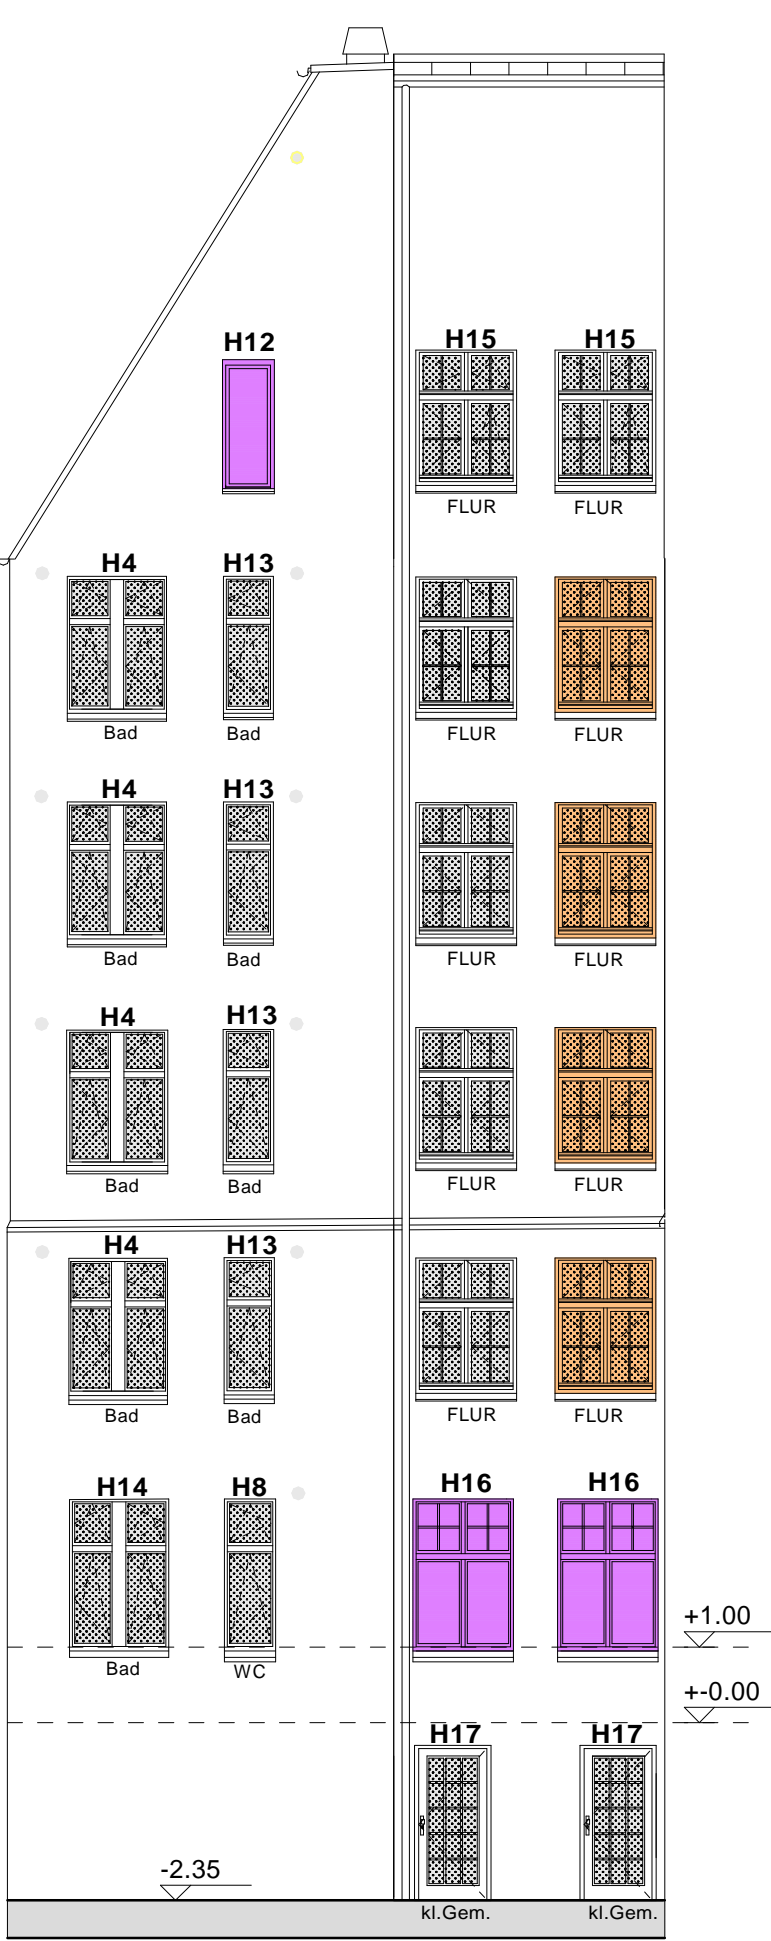 H12 H15 H15
FLUR FLUR
H4 H13
Bad Bad FLUR FLUR
H4 H13
Bad Bad FLUR FLUR
H4 H13
Bad Bad FLUR FLUR
H4 H13
Bad Bad FLUR FLUR
H14 H8 H16 H16
+1.00
Bad WC
+-0.00
H17 H17
-2.35
kl.Gem. kl.Gem.